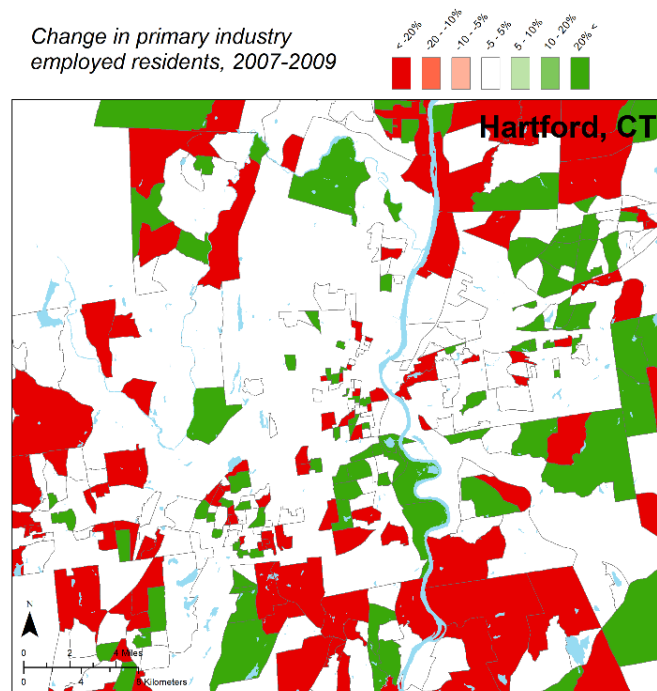 Change in primary industry
employed residents, 2007-2009
< -20%
-20 - -10%
-10 - -5%
-5 - 5%
5 - 10%
10 - 20%
20% <
Hartford, CT
N
0 2 4 Miles
0 4 8 Kilometers